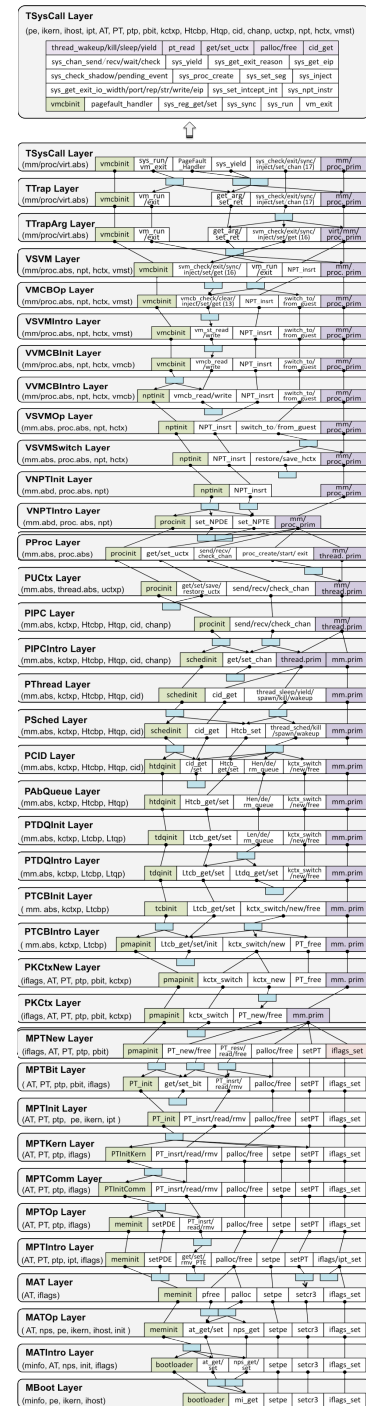 TSysCall Layer
(pe, ikern, ihost, ipt, AT, PT, ptp, pbit, kctxp, Htcbp, Htqp, cid, chanp, uctxp, npt, hctx, vmst)
thread_wakeup/kill/sleep/yield pt_read get/set_uctx palloc/free cid_get
sys_chan_send/recv/wait/check sys_yield sys_get_exit_reason sys_get_eip
sys_check_shadow/pending_event sys_proc_create sys_set_seg sys_inject
sys_get_exit_io_width/port/rep/str/write/eip sys_set_intcept_int sys_npt_instr
vmcbinit pagefault_handler sys_reg_get/set sys_sync sys_run vm_exit
TSysCall Layer
(mm/proc/virt.abs) vmcbinit sys_run/ vm_exit PageFault Handler sys_yield sys_check/exit/sync/ inject/set_chan (17) mm/ proc_prim
TTrap Layer
(mm/proc/virt.abs) vmcbinit vm_run /exit get_arg/ set_ret sys_check/exit/sync/ inject/set_chan (17) mm/ proc_prim
TTrapArg Layer
(mm/proc/virt.abs) vmcbinit vm_run /exit get_arg/ set_ret svm_check/exit/sync/ inject/set/get (16) virt/mm/ proc_prim
VSVM Layer
(mm/proc.abs, npt, hctx, vmst) vmcbinit svm_check/exit/sync/ inject/set/get (16) vm_run /exit NPT_insrt mm/ proc_prim
VMCBOp Layer
(mm/proc.abs, npt, hctx, vmst) vmcbinit vmcb_check/clear/ inject/set/get (13) NPT_insrt switch_to/ from_guest mm/ proc_prim
VSVMIntro Layer
(mm/proc.abs, npt, hctx, vmst) vmcbinit vm_st_read /write NPT_insrt switch_to/ from_guest mm/ proc_prim
VVMCBInit Layer
(mm/proc.abs, npt, hctx, vmcb) vmcbinit vmcb_read /write NPT_insrt switch_to/ from_guest mm/ proc_prim
VVMCBIntro Layer
(mm/proc.abs, npt, hctx, vmcb) nptinit vmcb_read/write NPT_insrt switch_to/ from_guest mm/ proc_prim
VSVMOp Layer
(mm.abs, proc.abs, npt, hctx) nptinit NPT_insrt switch_to/from_guest mm/ proc_prim
VSVMSwitch Layer
(mm.abs, proc.abs, npt, hctx) nptinit NPT_insrt restore/save_hctx mm/ proc_prim
VNPTInit Layer
(mm.abd, proc.abs, npt) nptinit NPT_insrt mm/ proc_prim
VNPTIntro Layer
(mm.abd, proc. abs, npt) procinit set_NPDE set_NPTE mm/ proc_prim
PProc Layer
(mm.abs, proc.abs) procinit get/set_uctx send/recv/ check_chan proc_create/start/ exit mm/ thread. prim
PUCtx Layer
(mm.abs, thread.abs, uctxp) procinit get/set/save/ restore_uctx send/recv/check_chan mm/ thread.prim
PIPC Layer
(mm.abs, kctxp, Htcbp, Htqp, cid, chanp) procinit send/recv/check_chan mm/ thread.prim
PIPCIntro Layer
(mm.abs, kctxp, Htcbp, Htqp, cid, chanp) schedinit get/set_chan thread.prim mm.prim
PThread Layer
(mm.abs, kctxp, Htcbp, Htqp, cid) schedinit cid_get thread_sleep/yield/ spawn/kill/wakeup mm.prim
PSched Layer
(mm.abs, kctxp, Htcbp, Htqp, cid) schedinit cid_get Htcb_set thread_sched/kill /spawn/wakeup mm.prim
PCID Layer
(mm.abs, kctxp, Htcbp, Htqp, cid) htdqinit cid_get /set Htcb_ get/set Hen/de/ rm_queue kctx_switch /new/free mm.prim
PAbQueue Layer
(mm.abs, kctxp, Htcbp, Htqp) htdqinit Htcb_get/set Hen/de/ rm_queue kctx_switch /new/free mm.prim
PTDQInit Layer
(mm.abs, kctxp, Ltcbp, Ltqp) tdqinit Ltcb_get/set Len/de/ rm_queue kctx_switch /new/free mm.prim
PTDQIntro Layer
(mm.abs, kctxp, Ltcbp, Ltqp) tdqinit Ltcb_get/set Ltdq_get/set kctx_switch /new/free mm.prim
PTCBInit Layer
( mm. abs, kctxp, Ltcbp) tcbinit Ltcb_get/set kctx_switch/new/free mm. prim
PTCBIntro Layer
( mm.abs, kctxp, Ltcbp) pmapinit Ltcb_get/set/init kctx_switch/new PT_free mm. prim
PKCtxNew Layer
(iflags, AT, PT, ptp, pbit, kctxp) pmapinit kctx_switch kctx_new PT_free mm. prim
PKCtx Layer
(iflags, AT, PT, ptp, pbit, kctxp) pmapinit kctx_switch PT_new/free mm.prim
MPTNew Layer
(iflags, AT, PT, ptp, pbit) pmapinit PT_new/free PT_resv/ read/free palloc/free setPT iflags_set
MPTBit Layer
( AT, PT, ptp, pbit, iflags) PT_init get/set_bit PT_insrt/ read/rmv palloc/free setPT iflags_set
MPTInit Layer
(AT, PT, ptp, pe, ikern, ipt ) PT_init PT_insrt/read/rmv palloc/free setPT iflags_set
MPTKern Layer
(AT, PT, ptp, iflags) PTInitKern PT_insrt/read/rmv palloc/free setpe setPT iflags_set
MPTComm Layer
(AT, PT, ptp, iflags) PTInitComm PT_insrt/read/rmv palloc/free setpe setPT iflags_set
MPTOp Layer
(AT, PT, ptp, iflags) meminit setPDE PT_insrt/ read/rmv palloc/free setpe setPT iflags_set
MPTIntro Layer
(AT, PT, ptp, ipt, iflags) meminit setPDE get/set/ rmv_PTE palloc/free setpe setPT iflags/ipt_set
MAT Layer
(AT, iflags) meminit pfree palloc setpe setcr3 iflags_set
MATOp Layer
( AT, nps, pe, ikern, ihost, init ) meminit at_get/set nps_get setpe setcr3 iflags_set
MATIntro Layer
(minfo, AT, nps, init, iflags) bootloader at_get/ set nps_get/ set setpe setcr3 iflags_set
MBoot Layer
(minfo, pe, ikern, ihost) bootloader mi_get setpe setcr3 iflags_set